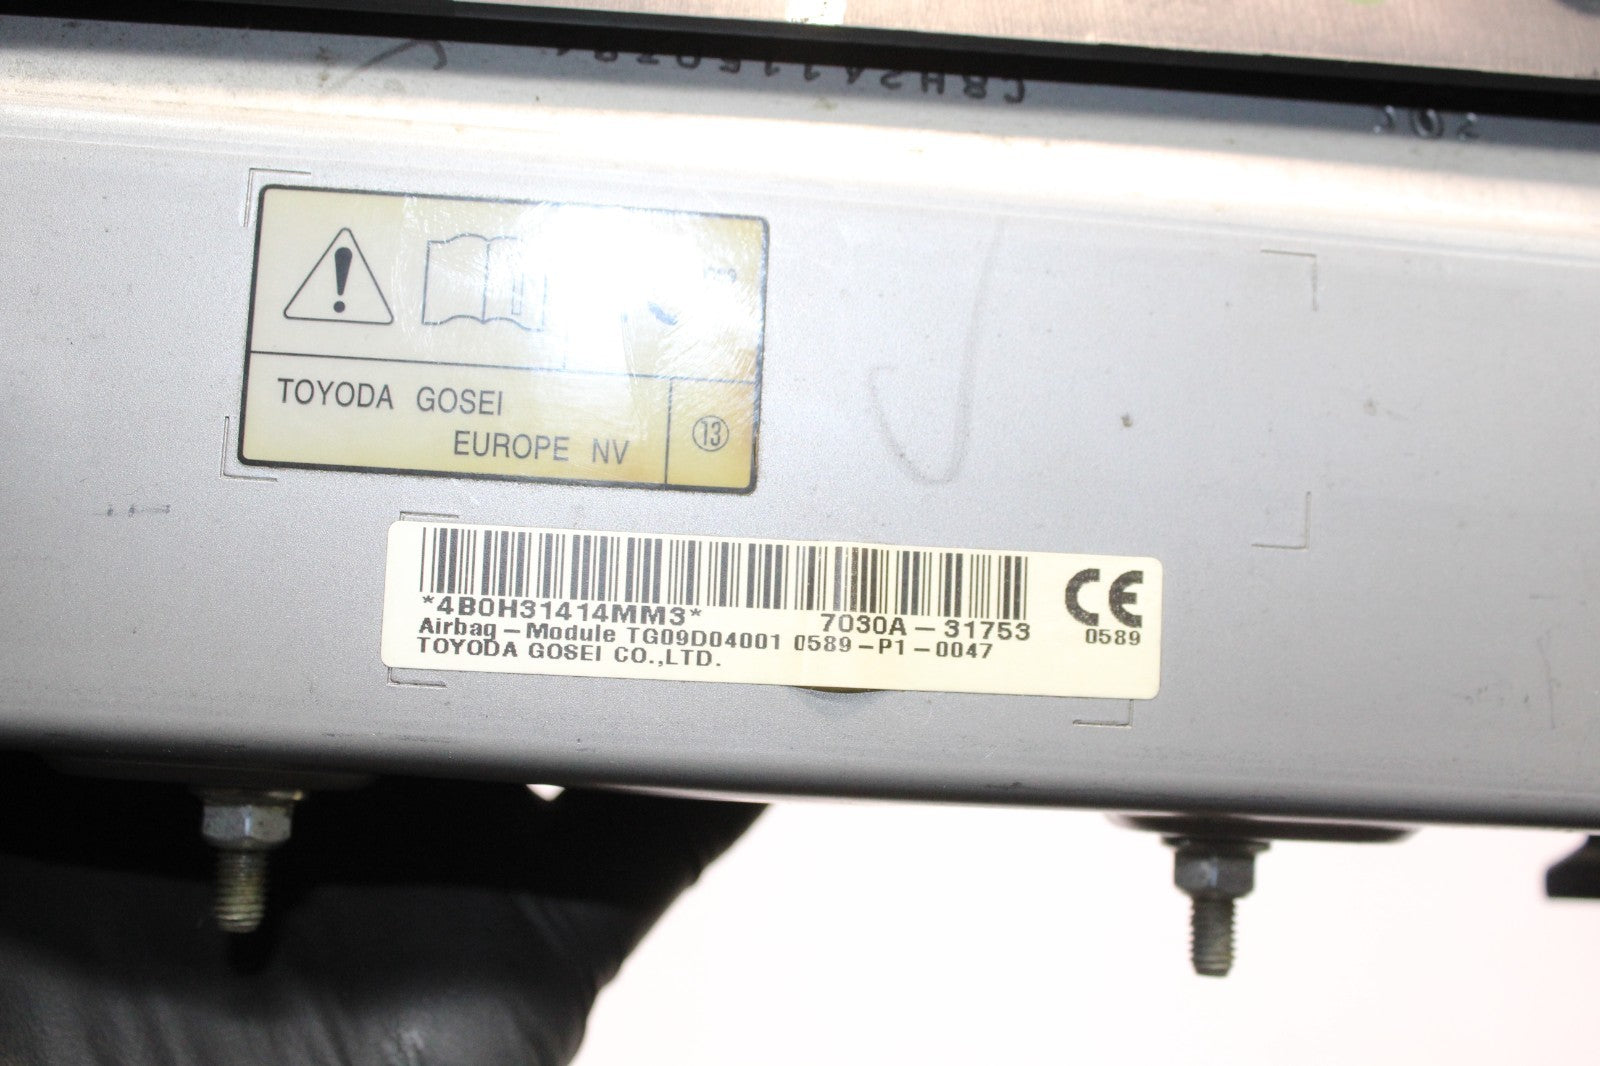 C8H241150384
TOYODA GOSEI
EUROPE NV
13
*4B0H31414MM3* 7030A-31753
Airbag-Module TG09D04001 0589-P1-0047
TOYODA GOSEI CO.,LTD.
CE
0589